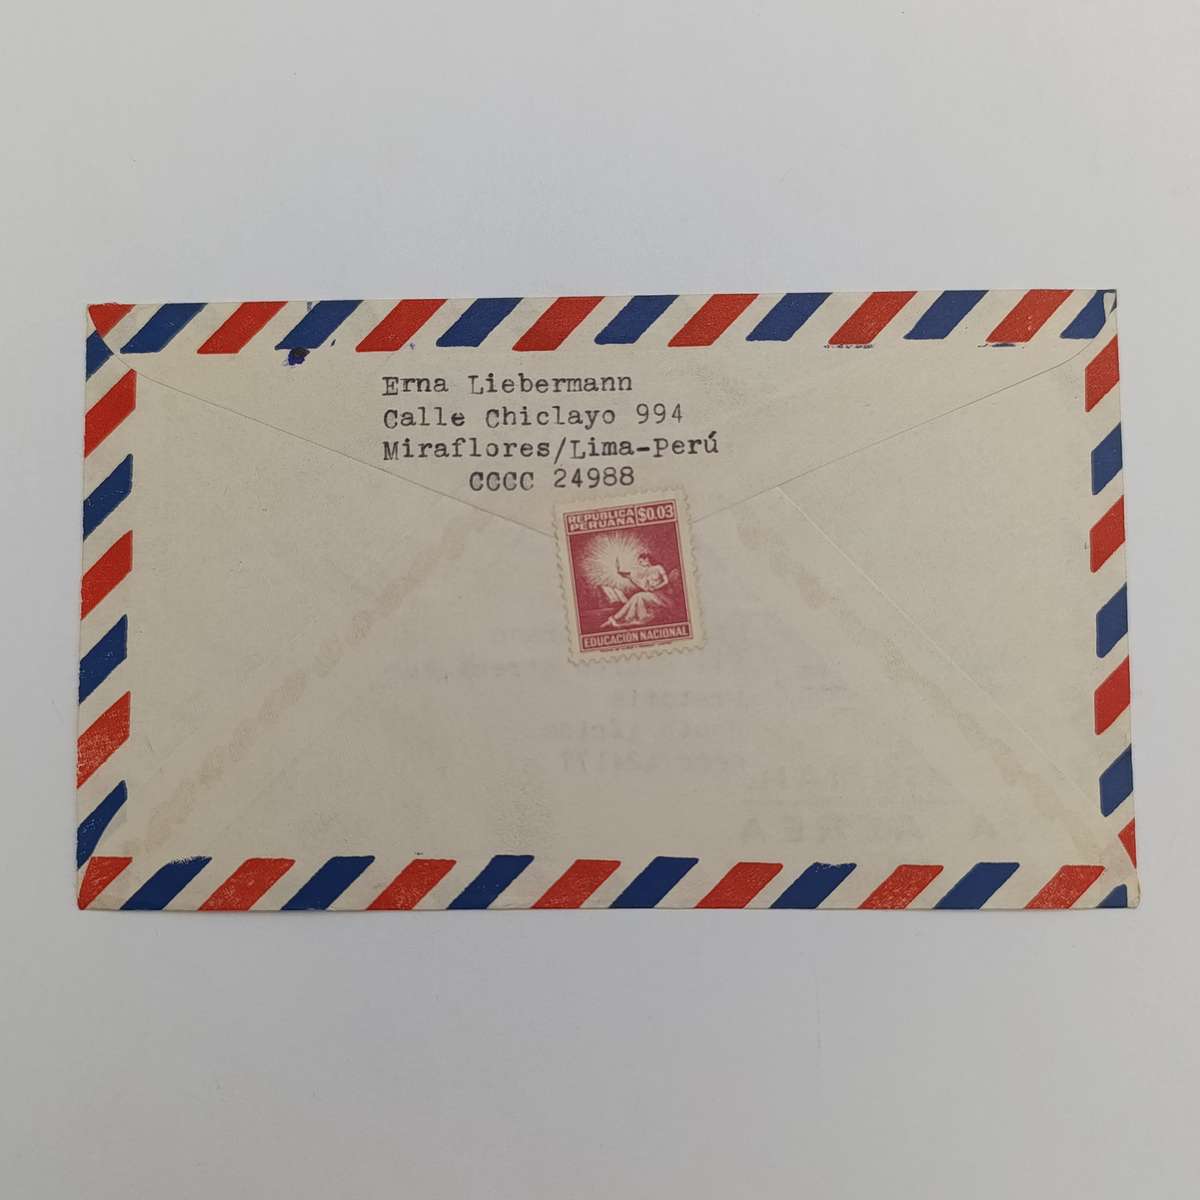 Erna Liebermann
Calle Chiclayo 994
Miraflores/Lima-Perú
CCCC 24988
REPUBLICA
PERUANA
$0.03
EDUCACION NACIONAL